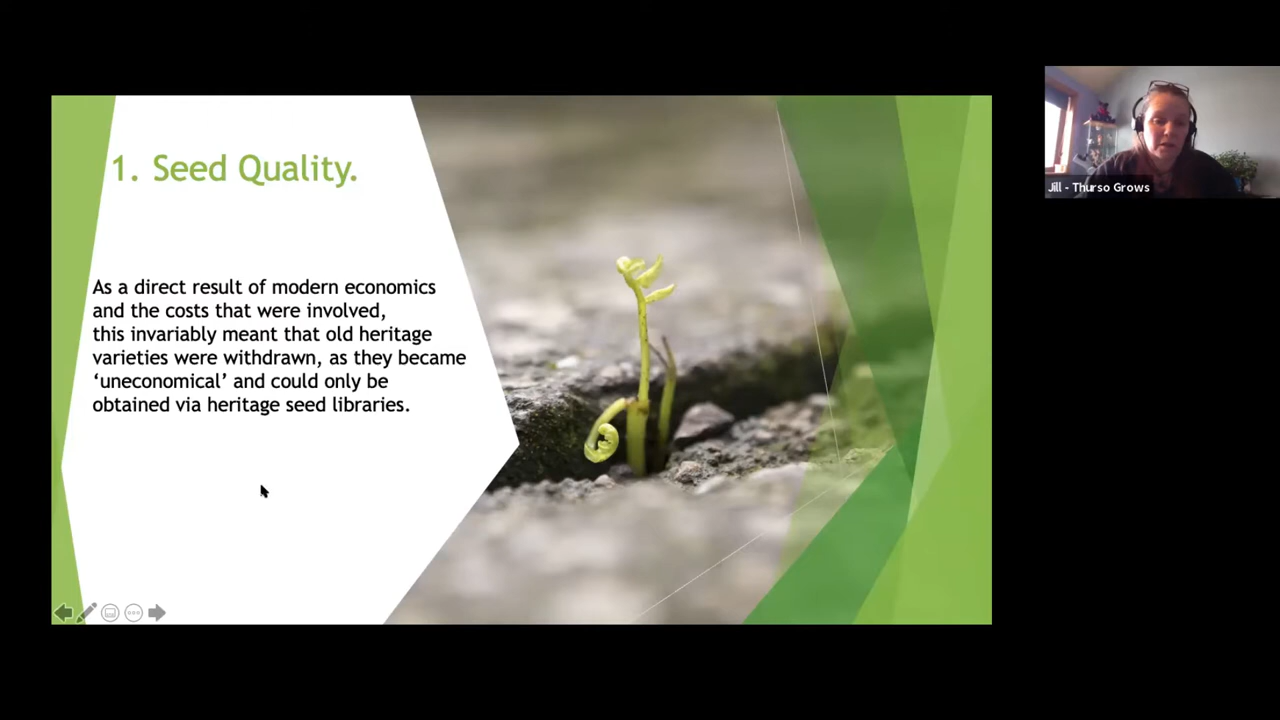 1. Seed Quality.
As a direct result of modern economics
and the costs that were involved,
this invariably meant that old heritage
varieties were withdrawn, as they became
‘uneconomical’ and could only be
obtained via heritage seed libraries.
Jill - Thurso Grows